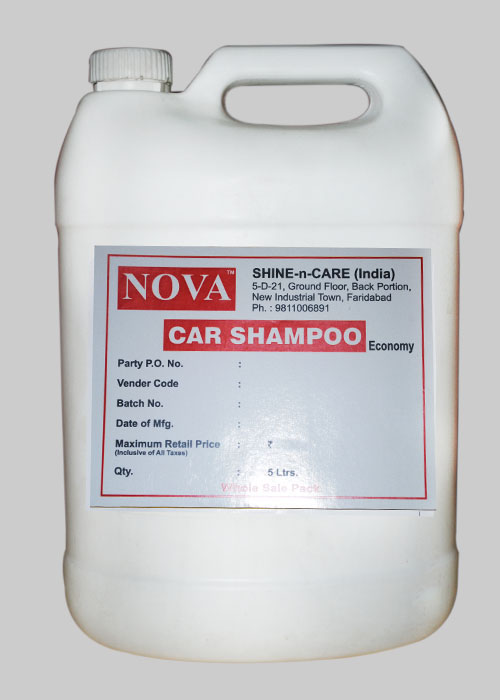 NOVA™
SHINE-n-CARE (India)
5-D-21, Ground Floor, Back Portion,
New Industrial Town, Faridabad
Ph. : 9811006891
CAR SHAMPOO Economy
Party P.O. No. :
Vender Code :
Batch No. :
Date of Mfg. :
Maximum Retail Price : ₹
(Inclusive of All Taxes)
Qty. : 5 Ltrs.
Whole Sale Pack